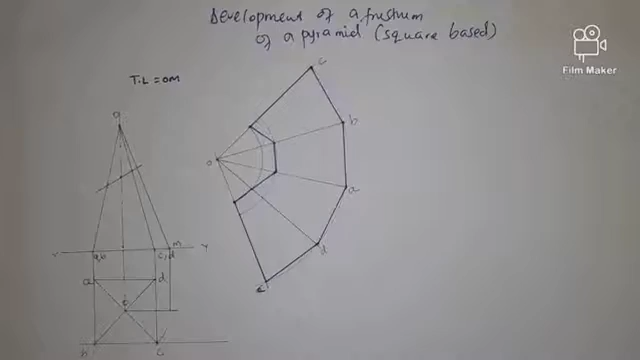 Development of a frustum
of a pyramid (square based)
Film Maker
T.L = OM
c
b
o
a
d
c
o
a,b
c,d
m
Y
a
d
o
b
c